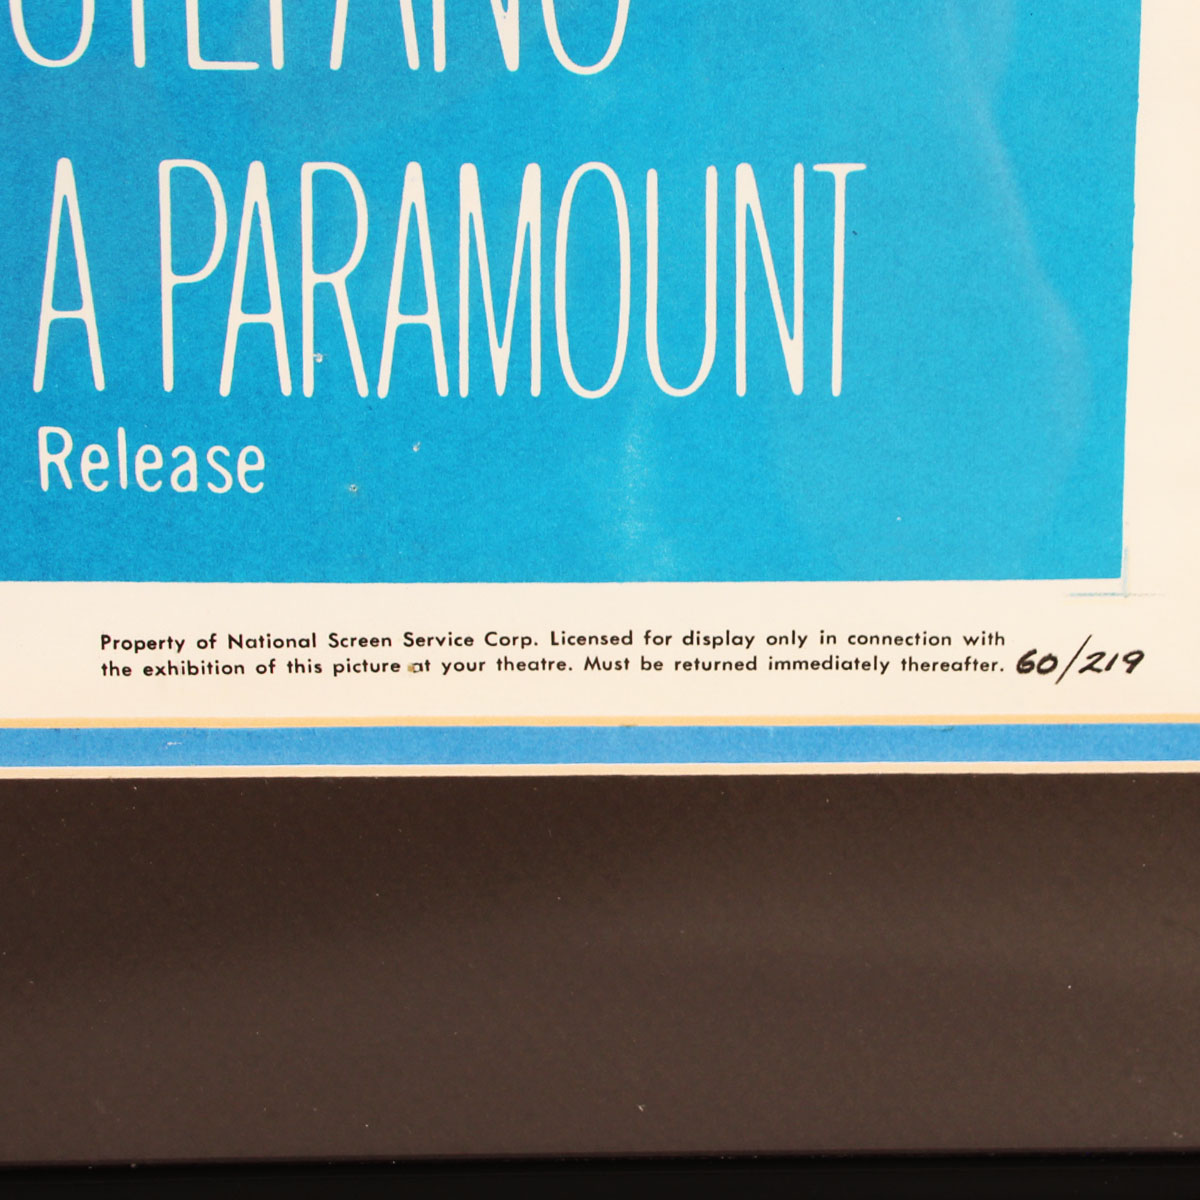 STEFANO
A PARAMOUNT
Release
Property of National Screen Service Corp. Licensed for display only in connection with
the exhibition of this picture at your theatre. Must be returned immediately thereafter. 60/219